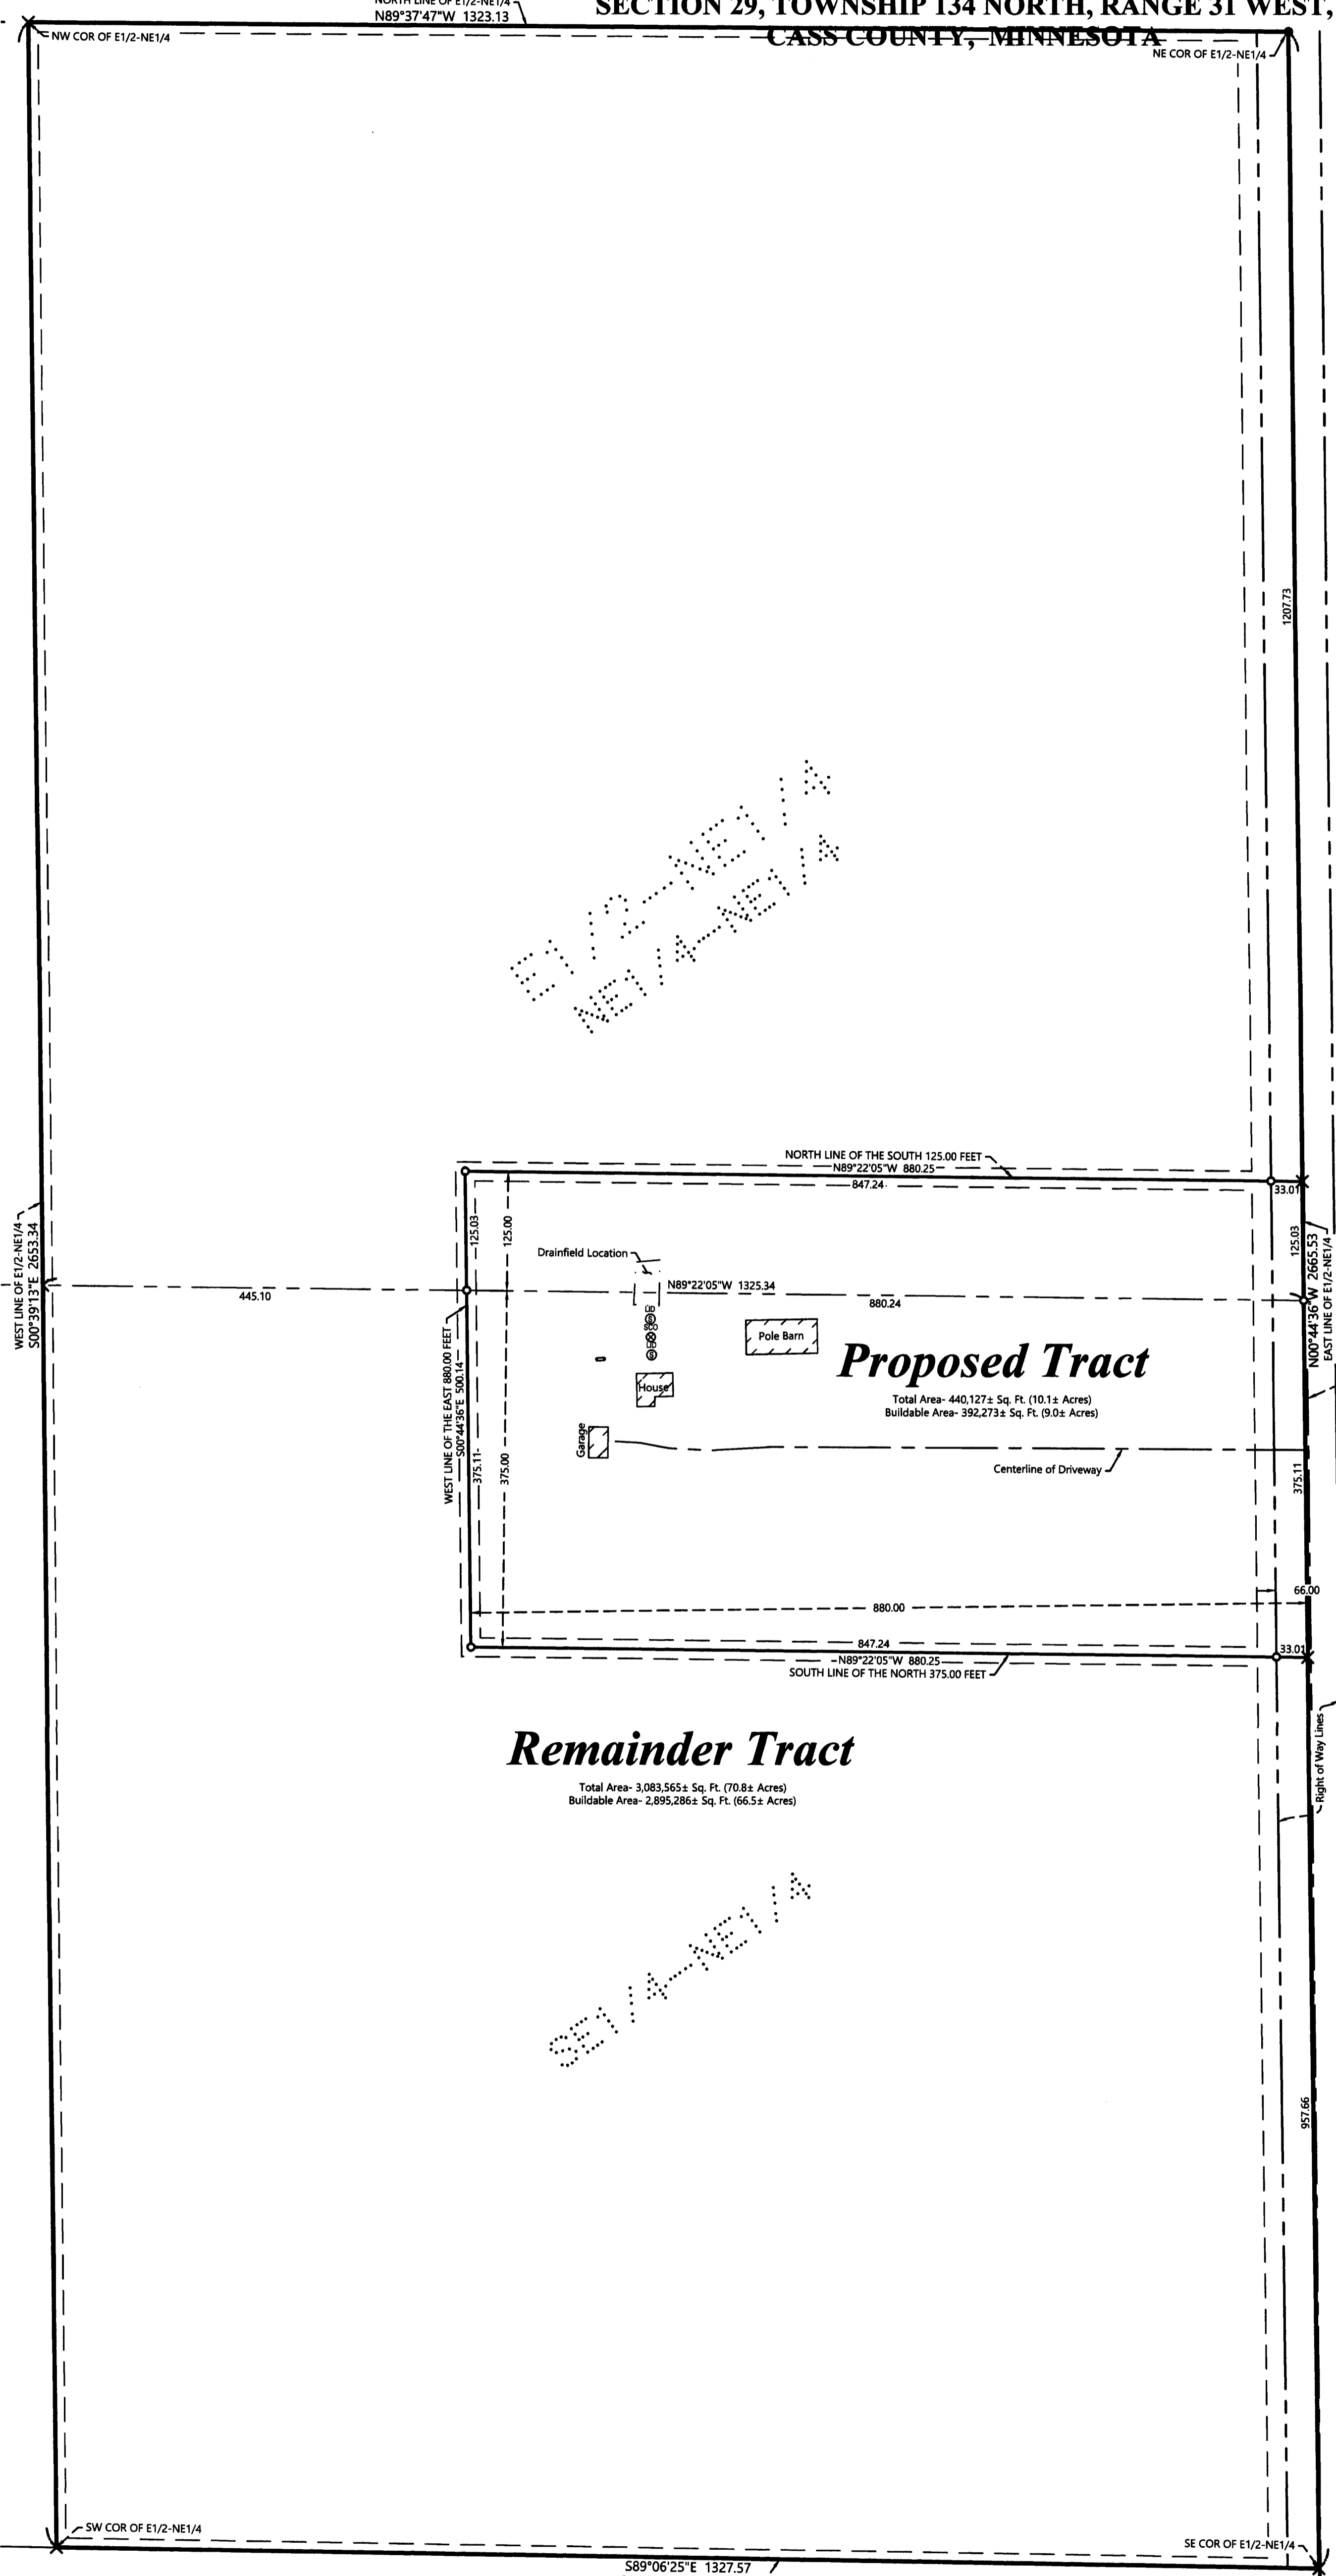 NORTH LINE OF E1/2-NE1/4
N89°37'47"W 1323.13
SECTION 29, TOWNSHIP 134 NORTH, RANGE 31 WEST,
CASS COUNTY, MINNESOTA
NW COR OF E1/2-NE1/4
NE COR OF E1/2-NE1/4
1207.73
E1/2-NE1/4
NE1/4-NE1/4
NORTH LINE OF THE SOUTH 125.00 FEET
N89°22'05"W 880.25
847.24
33.01
125.03
125.00
125.03
WEST LINE OF E1/2-NE1/4
S00°39'13"E 2653.34
N00°44'36"W 2665.53
EAST LINE OF E1/2-NE1/4
Drainfield Location
445.10
N89°22'05"W 1325.34
880.24
Pole Barn
House
Garage
Proposed Tract
Total Area- 440,127± Sq. Ft. (10.1± Acres)
Buildable Area- 392,273± Sq. Ft. (9.0± Acres)
WEST LINE OF THE EAST 880.00 FEET
S00°44'36"E 500.14
375.11
375.00
Centerline of Driveway
375.11
66.00
880.00
847.24
33.01
N89°22'05"W 880.25
SOUTH LINE OF THE NORTH 375.00 FEET
Remainder Tract
Total Area- 3,083,565± Sq. Ft. (70.8± Acres)
Buildable Area- 2,895,286± Sq. Ft. (66.5± Acres)
Right of Way Lines
SE1/4-NE1/4
957.66
SW COR OF E1/2-NE1/4
SE COR OF E1/2-NE1/4
S89°06'25"E 1327.57